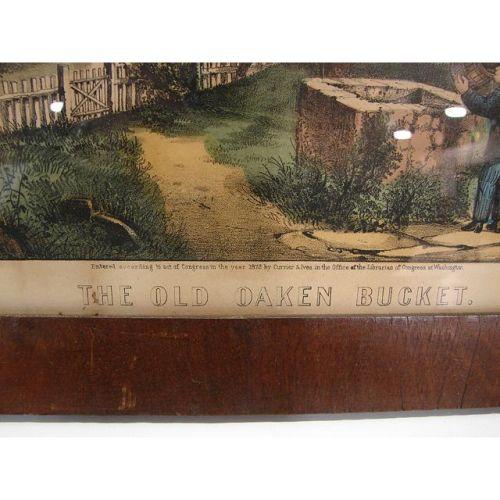 Entered according to act of Congress in the year 1872 by Currier & Ives in the Office of the Librarian of Congress at Washington.
THE OLD OAKEN BUCKET.